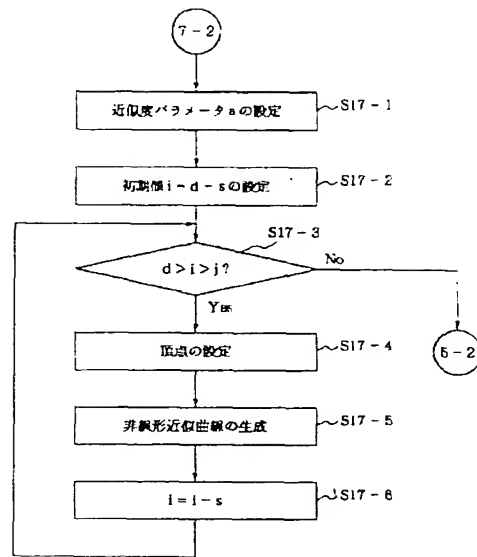 7-2
近似度パラメータaの設定
S17-1
初期値i-d-sの設定
S17-2
S17-3
d>i>j?
No
Yes
頂点の設定
S17-4
5-2
非線形近似曲線の生成
S17-5
i=i-s
S17-6